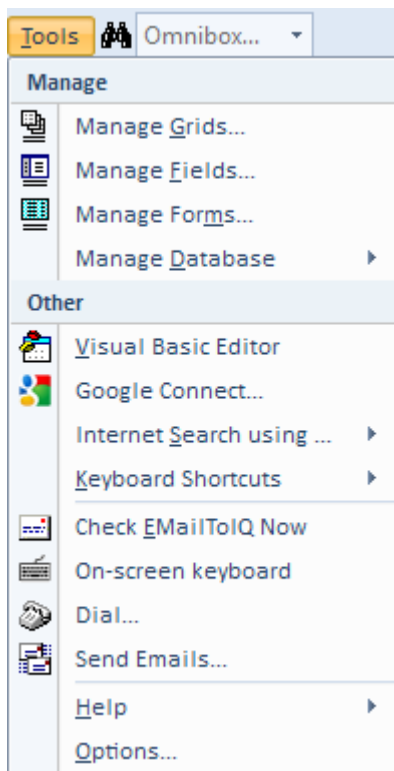 Tools Omnibox...
Manage
Manage Grids...
Manage Fields...
Manage Forms...
Manage Database
Other
Visual Basic Editor
Google Connect...
Internet Search using ...
Keyboard Shortcuts
Check EMailToIQ Now
On-screen keyboard
Dial...
Send Emails...
Help
Options...